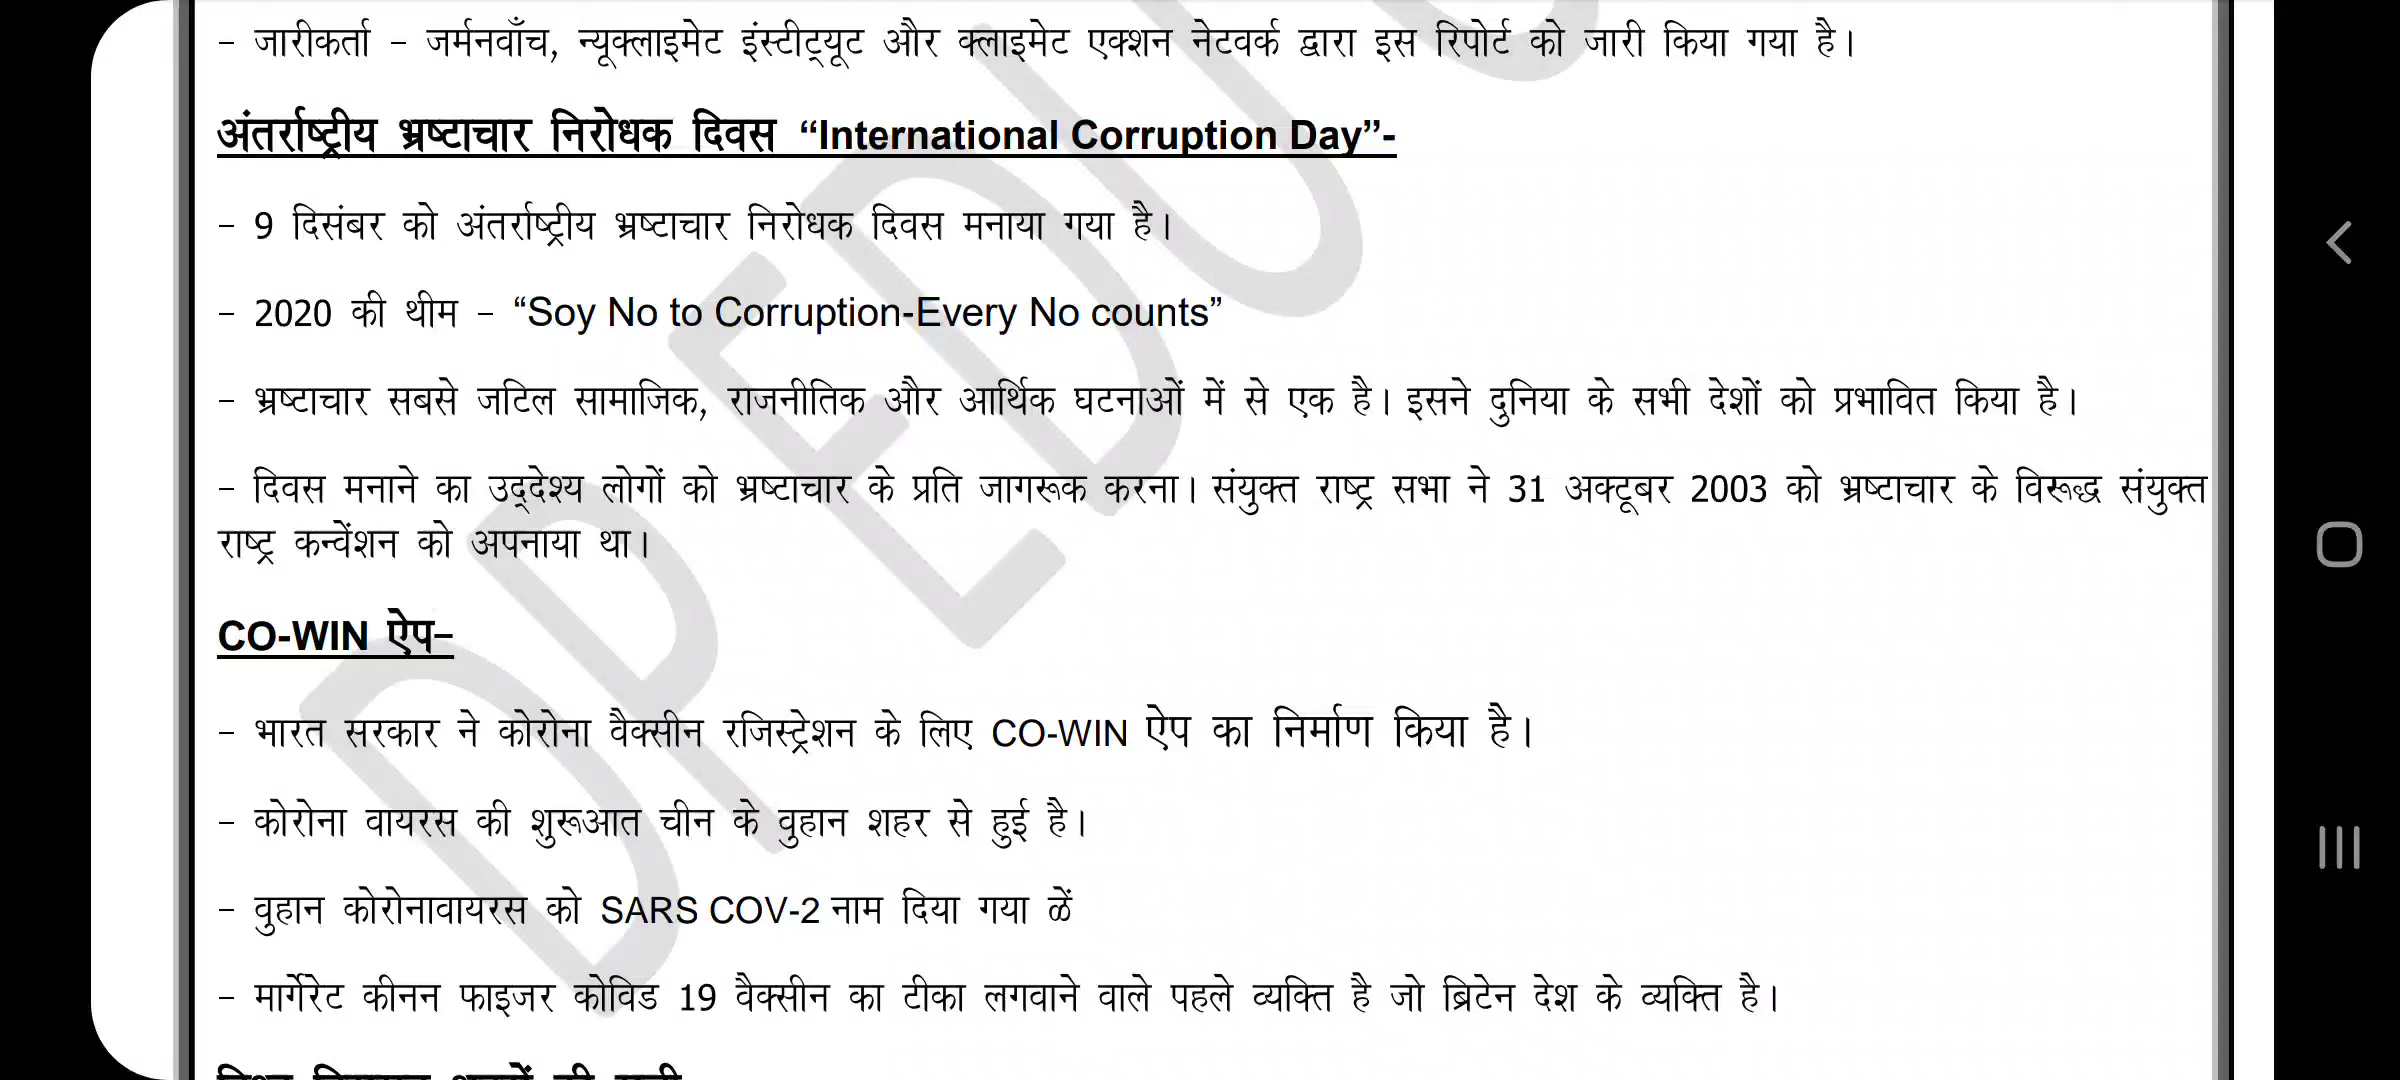 – जारीकर्ता – जर्मनवॉंच, न्यूक्लाइमेट इंस्टीट्यूट और क्लाइमेट एक्शन नेटवर्क द्वारा इस रिपोर्ट को जारी किया गया है।
अंतर्राष्ट्रीय भ्रष्टाचार निरोधक दिवस “International Corruption Day”-
– 9 दिसंबर को अंतर्राष्ट्रीय भ्रष्टाचार निरोधक दिवस मनाया गया है।
– 2020 की थीम – “Soy No to Corruption-Every No counts”
– भ्रष्टाचार सबसे जटिल सामाजिक, राजनीतिक और आर्थिक घटनाओं में से एक है। इसने दुनिया के सभी देशों को प्रभावित किया है।
– दिवस मनाने का उद्देश्य लोगों को भ्रष्टाचार के प्रति जागरूक करना। संयुक्त राष्ट्र सभा ने 31 अक्टूबर 2003 को भ्रष्टाचार के विरूद्ध संयुक्त
राष्ट्र कन्वेंशन को अपनाया था।
CO-WIN ऐप–
– भारत सरकार ने कोरोना वैक्सीन रजिस्ट्रेशन के लिए CO-WIN ऐप का निर्माण किया है।
– कोरोना वायरस की शुरूआत चीन के वुहान शहर से हुई है।
– वुहान कोरोनावायरस को SARS COV-2 नाम दिया गया ळें
– मार्गेरेट कीनन फाइजर कोविड 19 वैक्सीन का टीका लगवाने वाले पहले व्यक्ति है जो ब्रिटेन देश के व्यक्ति है।
DP EDU